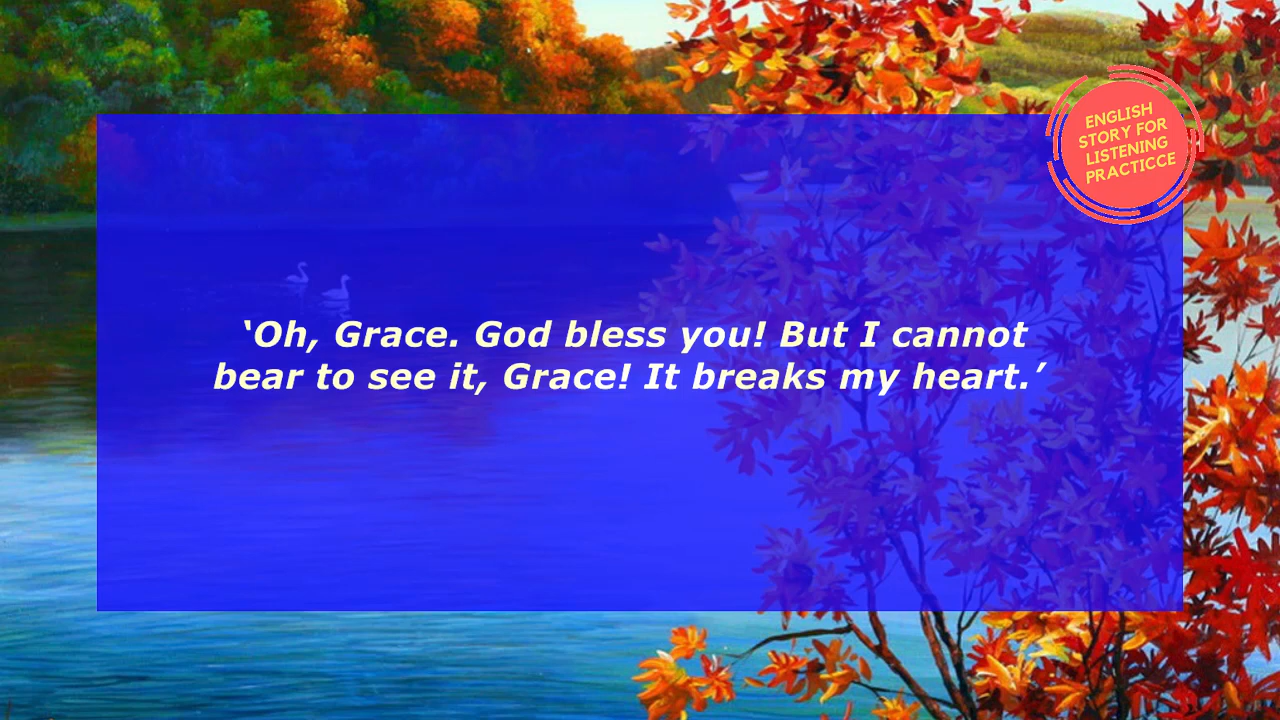 ENGLISH
STORY FOR
LISTENING
PRACTICCE
‘Oh, Grace. God bless you! But I cannot
bear to see it, Grace! It breaks my heart.’